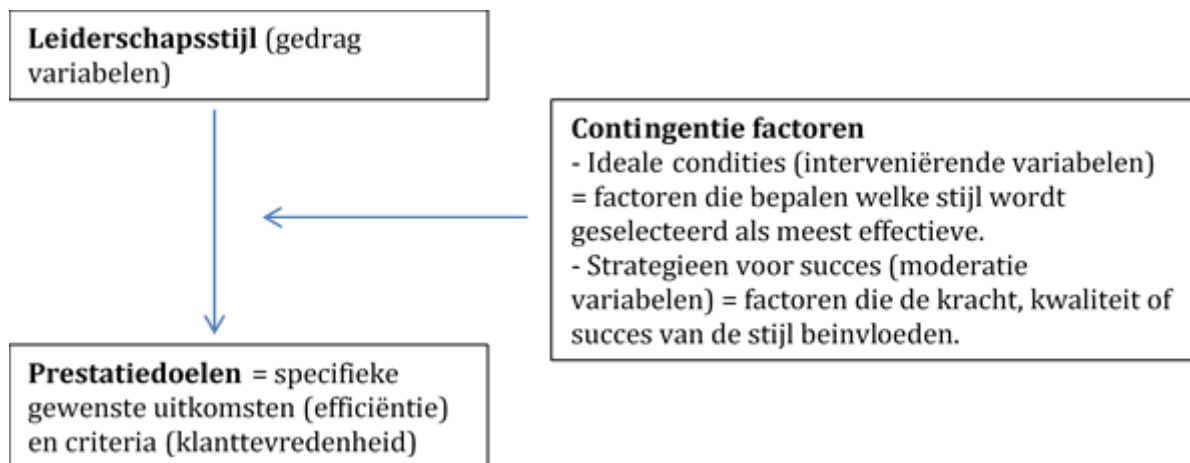 Leiderschapsstijl (gedrag
variabelen)
Contingentie factoren
- Ideale condities (interveniërende variabelen)
= factoren die bepalen welke stijl wordt
geselecteerd als meest effectieve.
- Strategieen voor succes (moderatie
variabelen) = factoren die de kracht, kwaliteit of
succes van de stijl beinvloeden.
Prestatiedoelen = specifieke
gewenste uitkomsten (efficiëntie)
en criteria (klanttevredenheid)